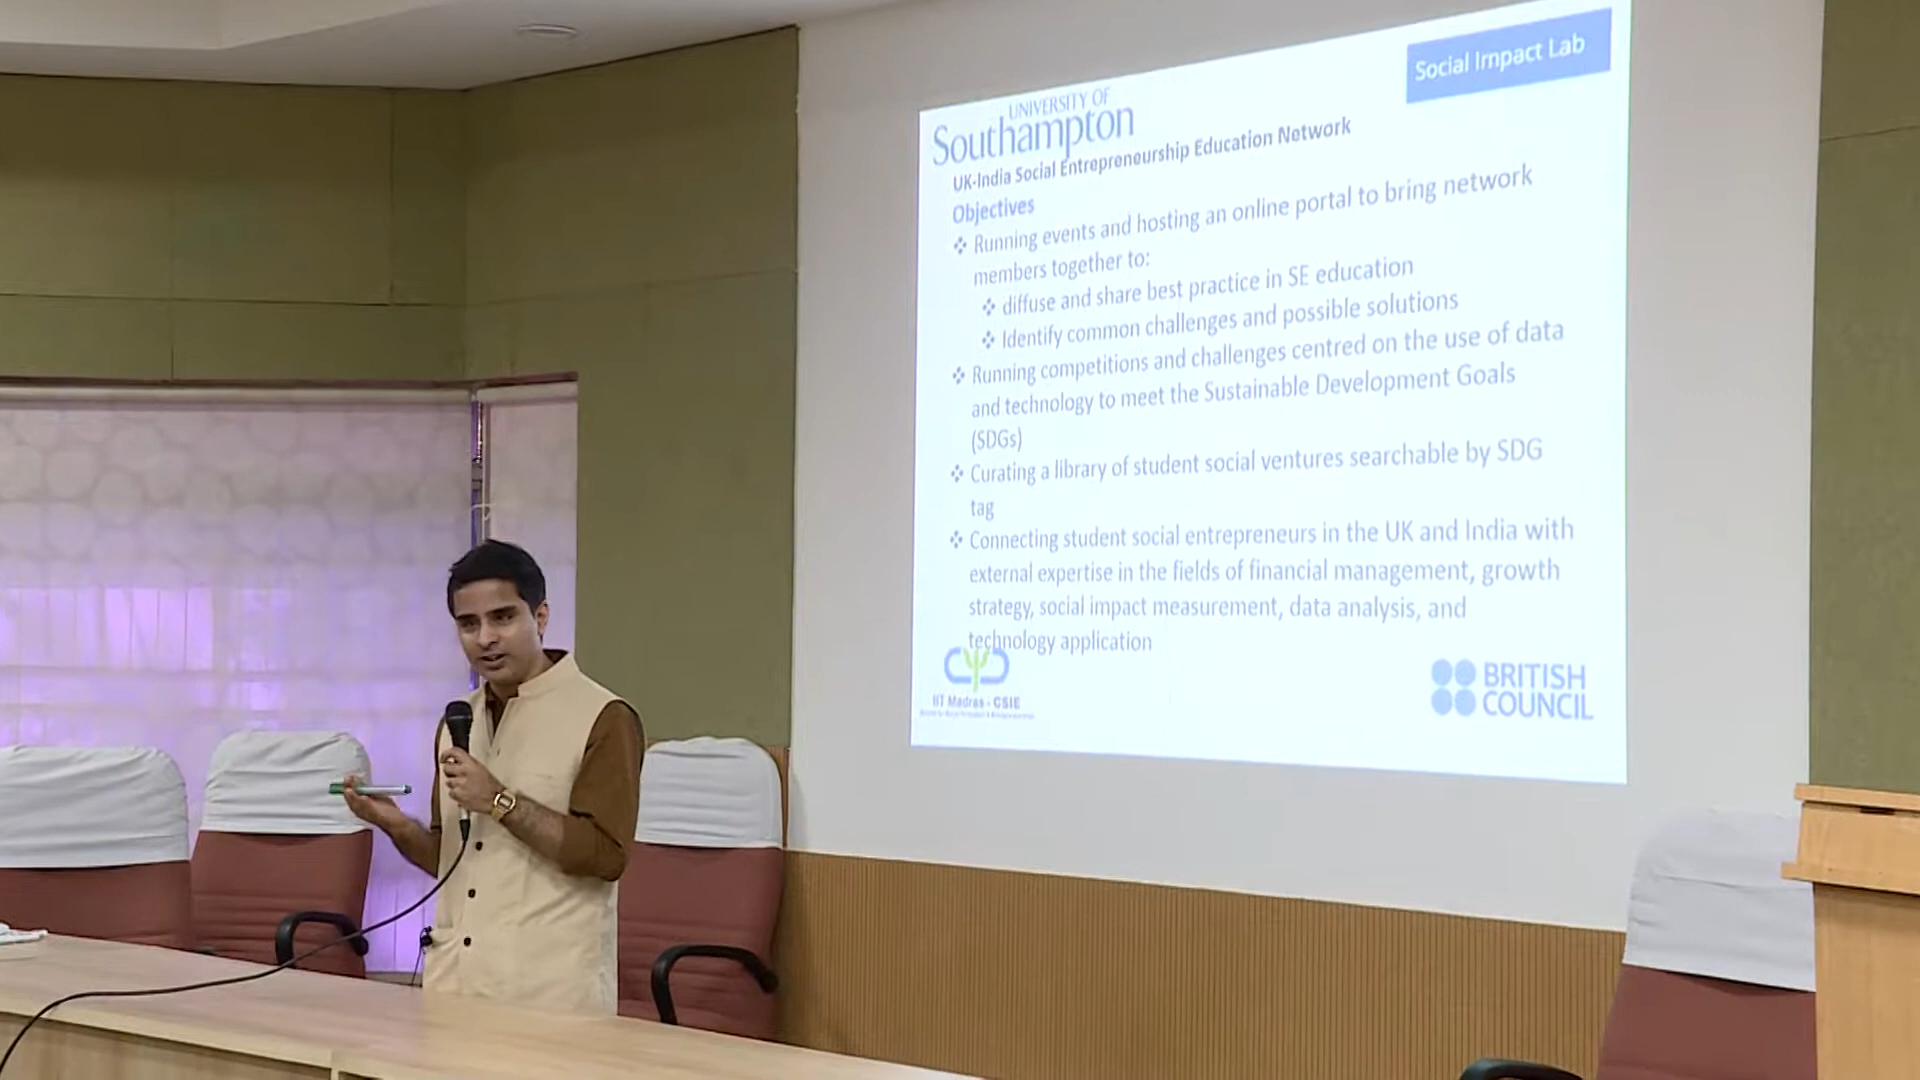 Social Impact Lab
UNIVERSITY OF
Southampton
UK-India Social Entrepreneurship Education Network
Objectives
Running events and hosting an online portal to bring network
members together to:
diffuse and share best practice in SE education
Identify common challenges and possible solutions
Running competitions and challenges centred on the use of data
and technology to meet the Sustainable Development Goals
(SDGs)
Curating a library of student social ventures searchable by SDG
tag
Connecting student social entrepreneurs in the UK and India with
external expertise in the fields of financial management, growth
strategy, social impact measurement, data analysis, and
technology application
IIT Madras - CSIE
BRITISH
COUNCIL